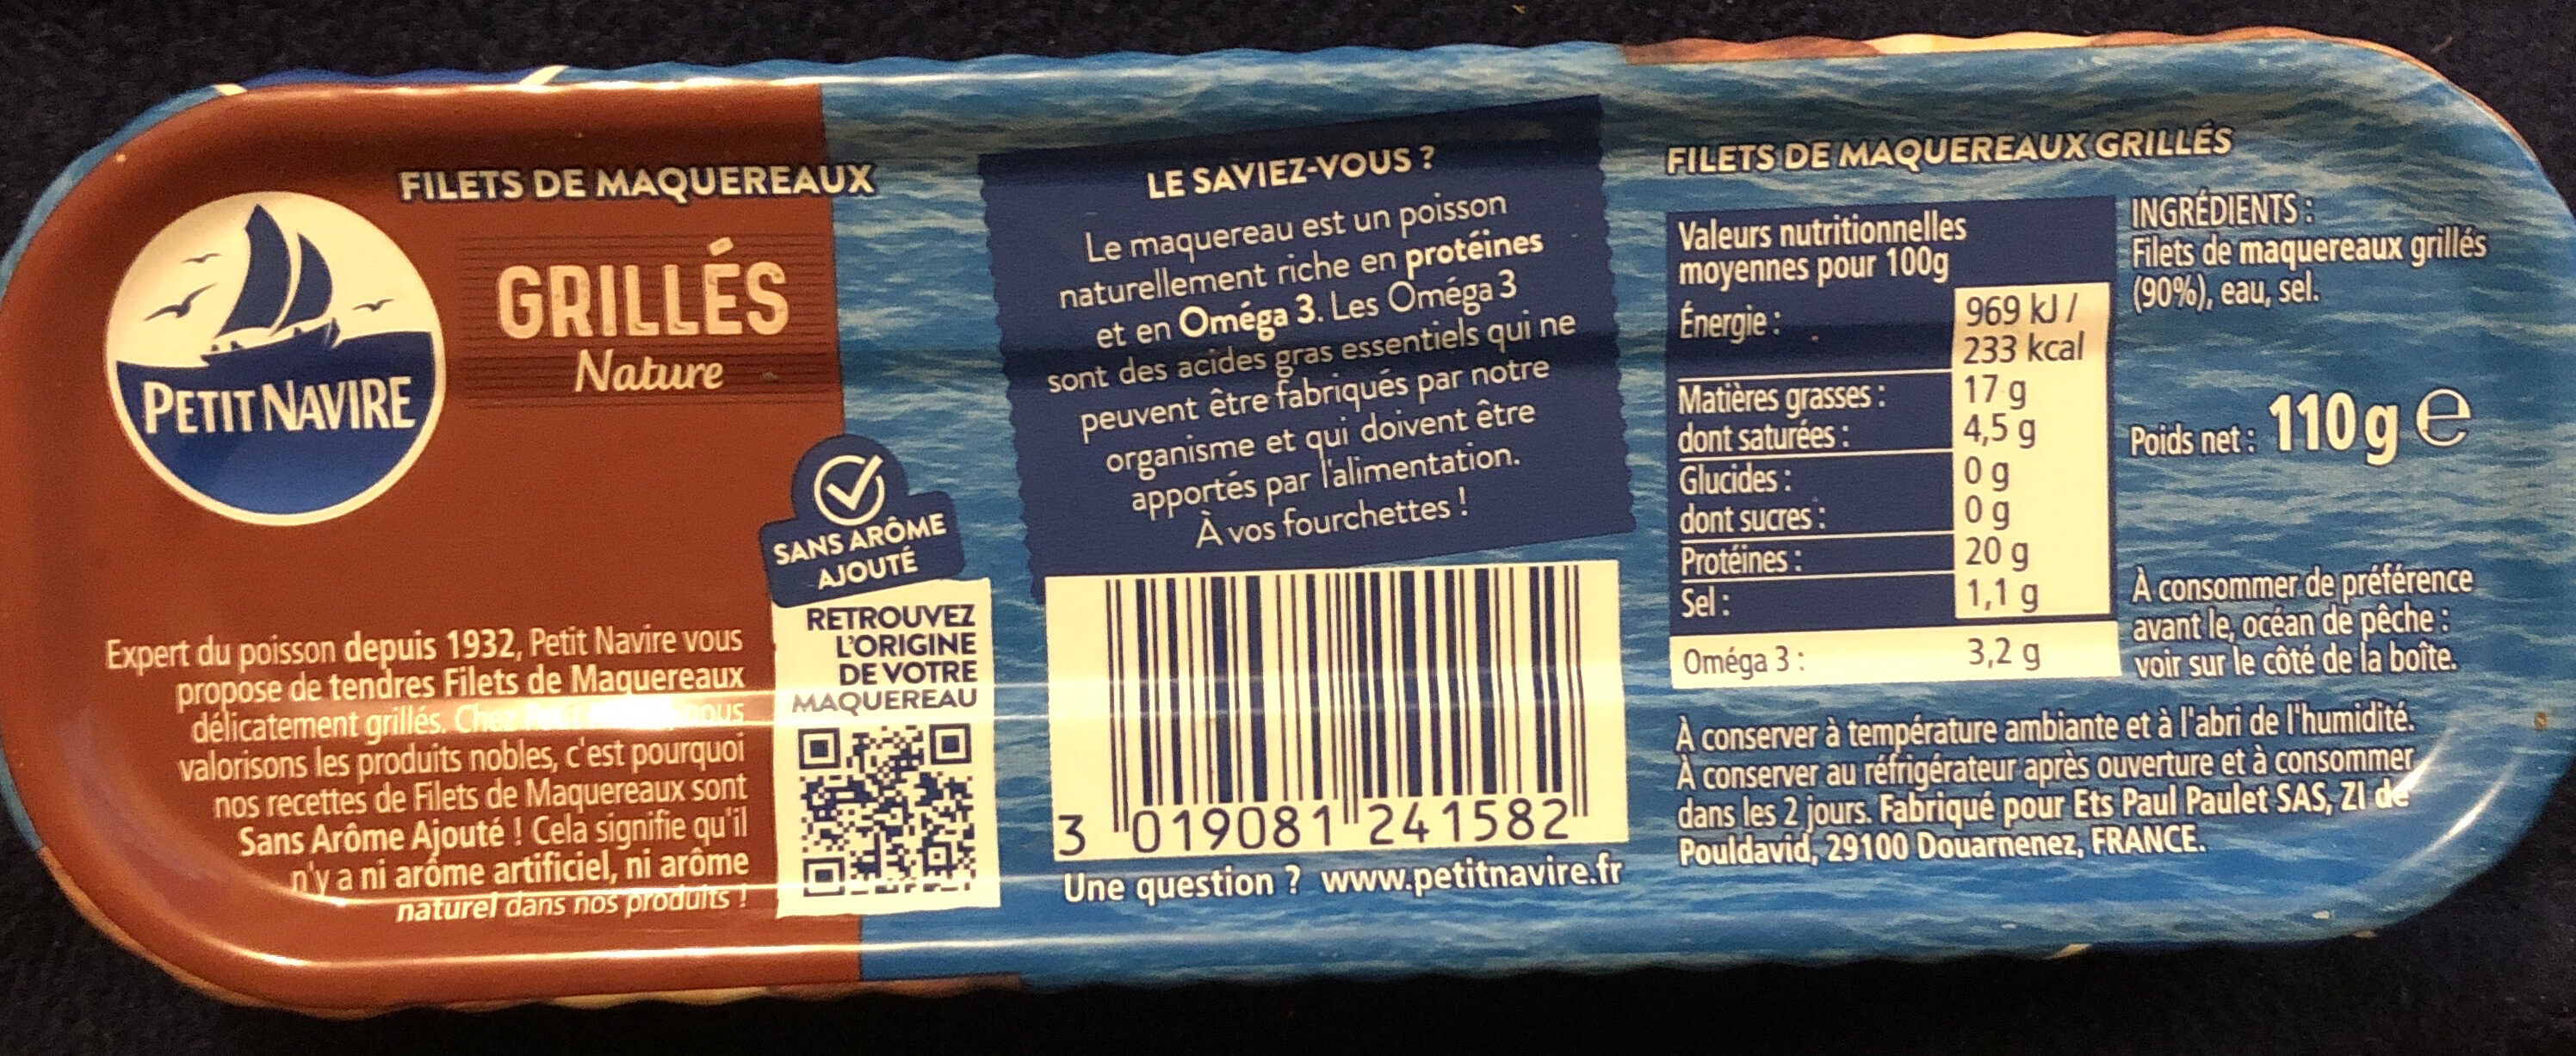 FILETS DE MAQUEREAUX
GRILLÉS
Nature
PETIT NAVIRE
SANS ARÔME
AJOUTÉ
Expert du poisson depuis 1932, Petit Navire vous
propose de tendres Filets de Maquereaux
délicatement grillés. Chez nous
valorisons les produits nobles, c'est pourquoi
nos recettes de Filets de Maquereaux sont
Sans Arôme Ajouté ! Cela signifie qu'il
n'y a ni arôme artificiel, ni arôme
naturel dans nos produits !
RETROUVEZ
L'ORIGINE
DE VOTRE
MAQUEREAU
LE SAVIEZ-VOUS ?
Le maquereau est un poisson
naturellement riche en protéines
et en Oméga 3. Les Oméga 3
sont des acides gras essentiels qui ne
peuvent être fabriqués par notre
organisme et qui doivent être
apportés par l'alimentation.
À vos fourchettes !
3 019081 241582
Une question ? www.petitnavire.fr
FILETS DE MAQUEREAUX GRILLÉS
Valeurs nutritionnelles
moyennes pour 100g
Énergie : 969 kJ /
233 kcal
Matières grasses : 17 g
dont saturées : 4,5 g
Glucides : 0 g
dont sucres : 0 g
Protéines : 20 g
Sel : 1,1 g
Oméga 3 : 3,2 g
INGRÉDIENTS :
Filets de maquereaux grillés
(90%), eau, sel.
Poids net : 110 g e
À consommer de préférence
avant le, océan de pêche :
voir sur le côté de la boîte.
À conserver à température ambiante et à l'abri de l'humidité.
À conserver au réfrigérateur après ouverture et à consommer
dans les 2 jours. Fabriqué pour Ets Paul Paulet SAS, ZI de
Pouldavid, 29100 Douarnenez, FRANCE.